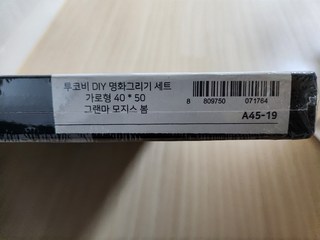 루코비 DIY 명화그리기 세트
가로형 40 * 50
그랜마 모지스 봄
8 809750 071764
A45-19